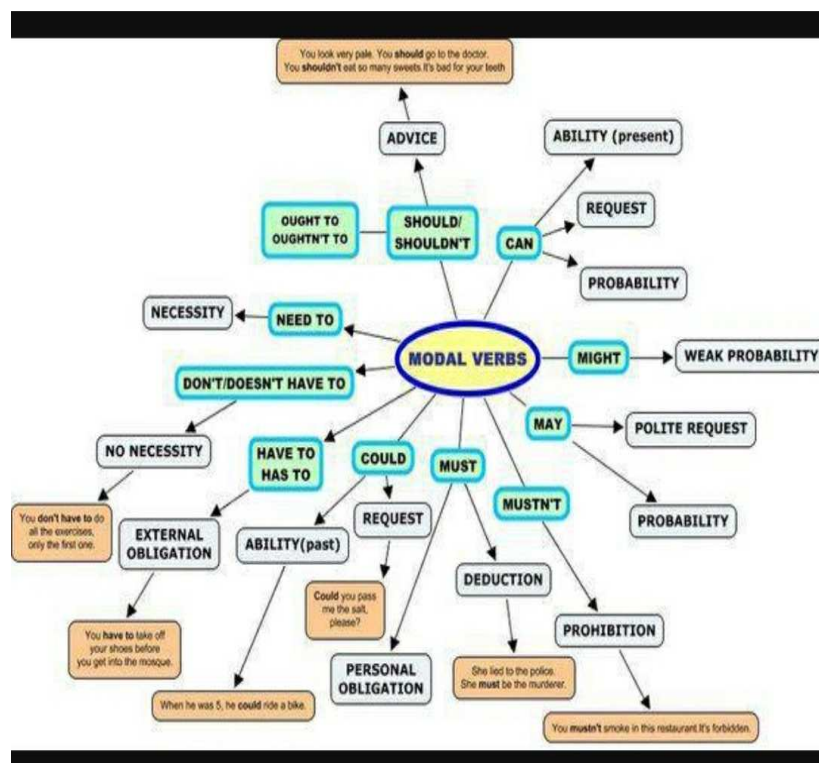 You look very pale. You should go to the doctor.
You shouldn't eat so many sweets.It's bad for your teeth
ADVICE
ABILITY (present)
OUGHT TO
OUGHTN'T TO
SHOULD/
SHOULDN'T
CAN
REQUEST
PROBABILITY
NECESSITY
NEED TO
MODAL VERBS
MIGHT
WEAK PROBABILITY
DON'T/DOESN'T HAVE TO
MAY
POLITE REQUEST
NO NECESSITY
HAVE TO
HAS TO
COULD
MUST
MUSTN'T
PROBABILITY
You don't have to do
all the exercises,
only the first one.
EXTERNAL
OBLIGATION
ABILITY(past)
REQUEST
DEDUCTION
Could you pass
me the salt,
please?
PROHIBITION
You have to take off
your shoes before
you get into the mosque.
PERSONAL
OBLIGATION
She lied to the police.
She must be the murderer.
When he was 5, he could ride a bike.
You mustn't smoke in this restaurant.It's forbidden.